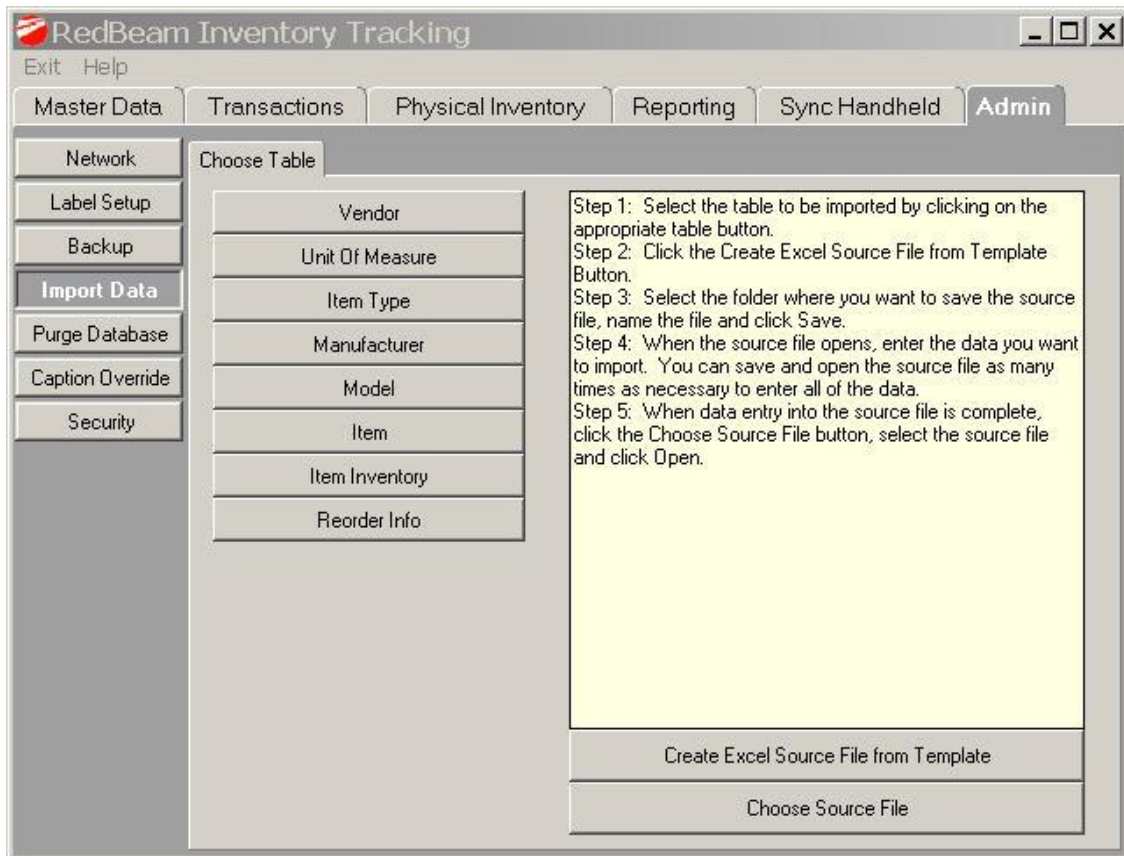 RedBeam Inventory Tracking
Exit Help
Master Data Transactions Physical Inventory Reporting Sync Handheld Admin
Network
Label Setup
Backup
Import Data
Purge Database
Caption Override
Security
Choose Table
Vendor
Unit Of Measure
Item Type
Manufacturer
Model
Item
Item Inventory
Reorder Info
Step 1: Select the table to be imported by clicking on the
appropriate table button.
Step 2: Click the Create Excel Source File from Template
Button.
Step 3: Select the folder where you want to save the source
file, name the file and click Save.
Step 4: When the source file opens, enter the data you want
to import. You can save and open the source file as many
times as necessary to enter all of the data.
Step 5: When data entry into the source file is complete,
click the Choose Source File button, select the source file
and click Open.
Create Excel Source File from Template
Choose Source File